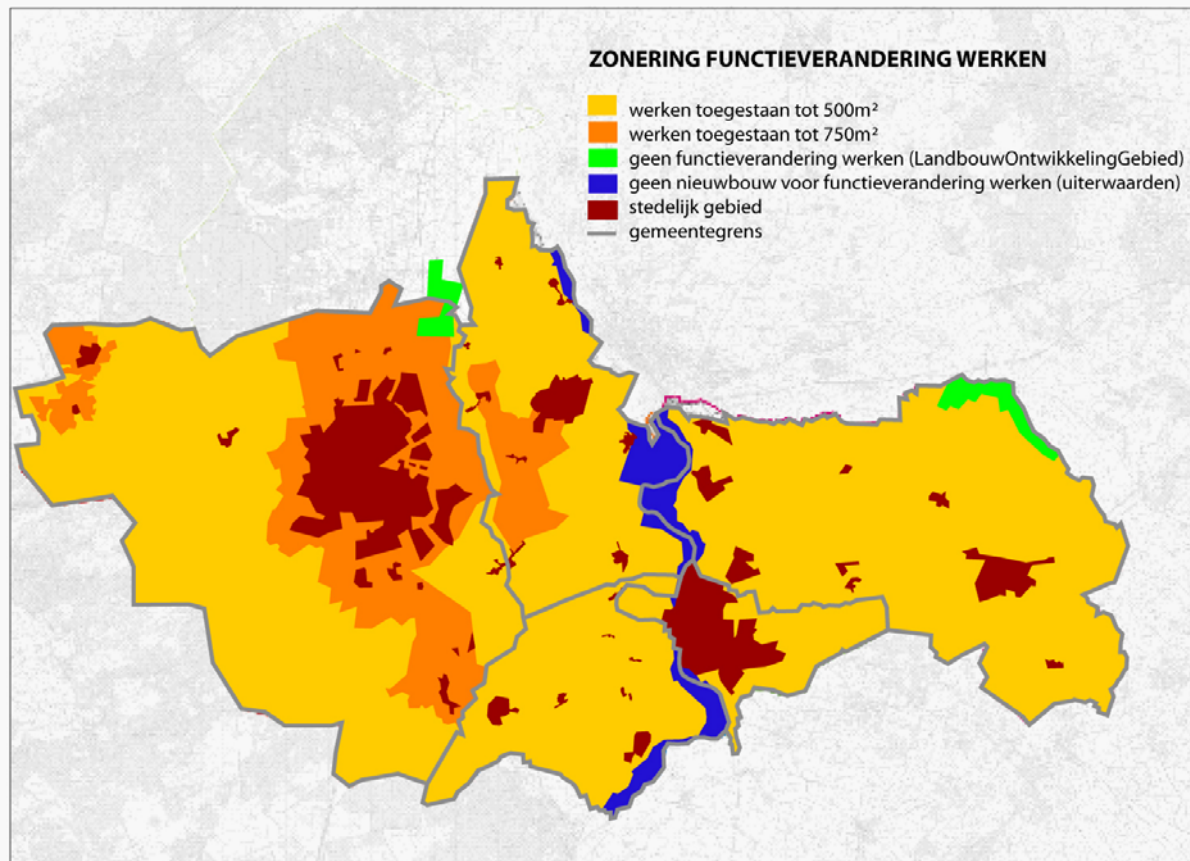 ZONERING FUNCTIEVERANDERING WERKEN
werken toegestaan tot 500m²
werken toegestaan tot 750m²
geen functieverandering werken (LandbouwOntwikkelingGebied)
geen nieuwbouw voor functieverandering werken (uiterwaarden)
stedelijk gebied
gemeentegrens